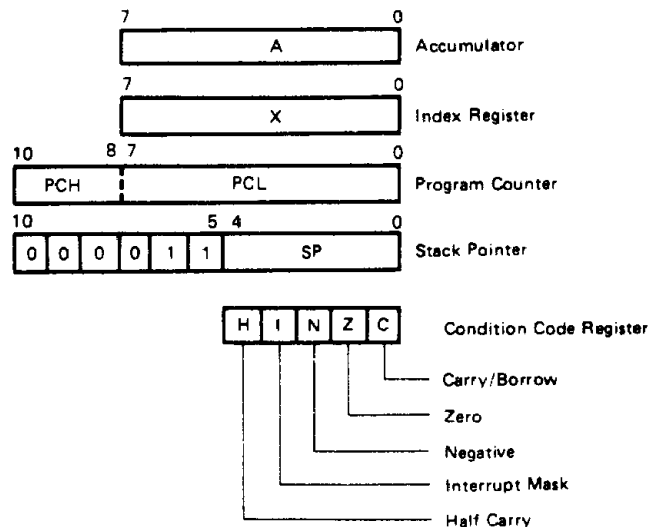 7 0
A Accumulator
7 0
X Index Register
10 8 7 0
PCH PCL Program Counter
10 5 4 0
0 0 0 0 1 1 SP Stack Pointer
H I N Z C Condition Code Register
Carry/Borrow
Zero
Negative
Interrupt Mask
Half Carry